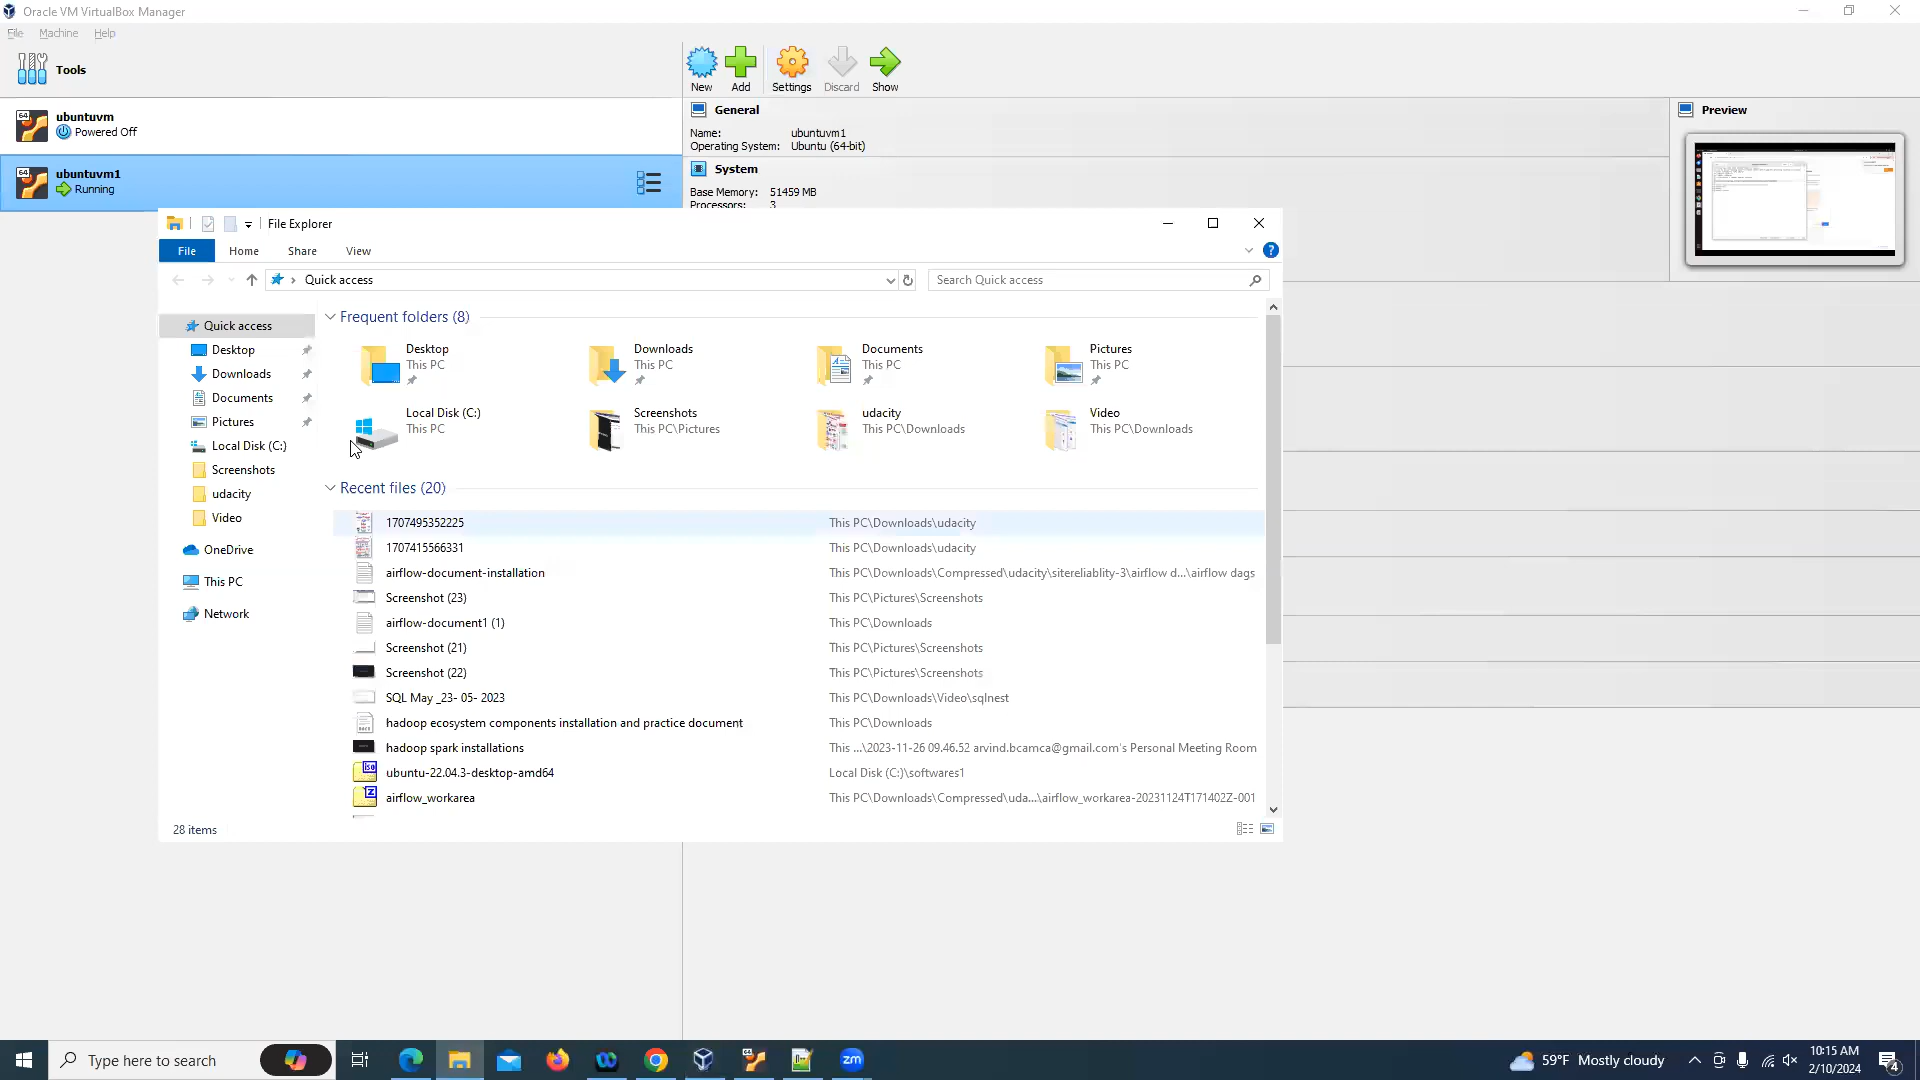 Oracle VM VirtualBox Manager
File Machine Help
Tools
New Add Settings Discard Show
64 ubuntuvm
Powered Off
64 ubuntuvm1
Running
General
Name: ubuntuvm1
Operating System: Ubuntu (64-bit)
System
Base Memory: 51459 MB
Processors: 3
Preview
File Explorer
File Home Share View
Quick access
Search Quick access
Quick access
Desktop
Downloads
Documents
Pictures
Local Disk (C:)
Screenshots
udacity
Video
OneDrive
This PC
Network
Frequent folders (8)
Desktop
This PC
Downloads
This PC
Documents
This PC
Pictures
This PC
Local Disk (C:)
This PC
Screenshots
This PC\Pictures
udacity
This PC\Downloads
Video
This PC\Downloads
Recent files (20)
1707495352225 This PC\Downloads\udacity
1707415566331 This PC\Downloads\udacity
airflow-document-installation This PC\Downloads\Compressed\udacity\sitereliablity-3\airflow d...\airflow dags
Screenshot (23) This PC\Pictures\Screenshots
airflow-document1 (1) This PC\Downloads
Screenshot (21) This PC\Pictures\Screenshots
Screenshot (22) This PC\Pictures\Screenshots
SQL May _23- 05- 2023 This PC\Downloads\Video\sqlnest
hadoop ecosystem components installation and practice document This PC\Downloads
hadoop spark installations This ...\2023-11-26 09.46.52 arvind.bcamca@gmail.com's Personal Meeting Room
ubuntu-22.04.3-desktop-amd64 Local Disk (C:)\softwares1
airflow_workarea This PC\Downloads\Compressed\uda...\airflow_workarea-20231124T171402Z-001
28 items
Type here to search
64
zm
59°F Mostly cloudy
10:15 AM
2/10/2024
4